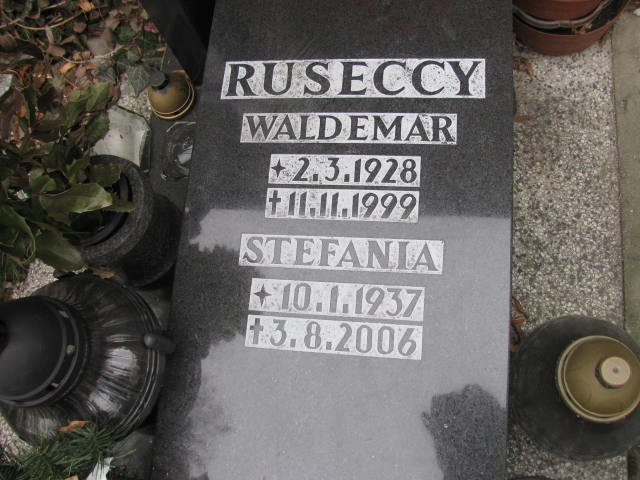 RUSECCY
WALDEMAR
✦2.3.1928
†11.11.1999
STEFANIA
✦10.1.1937
†3.8.2006